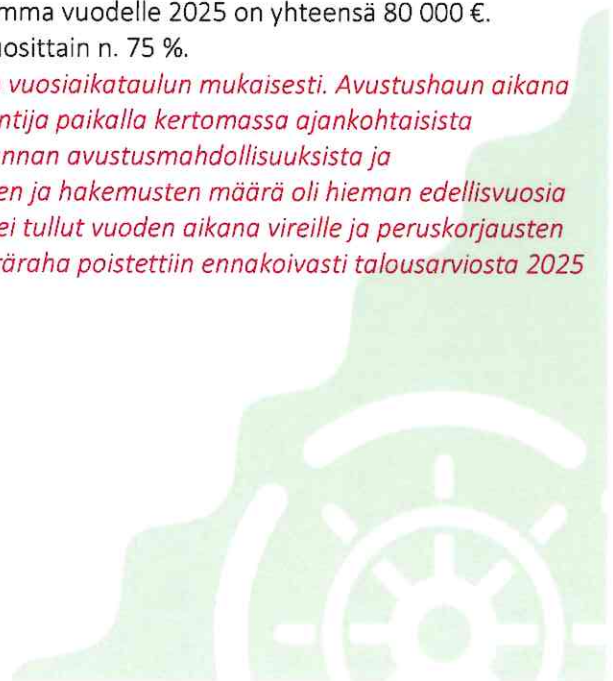 mma vuodelle 2025 on yhteensä 80 000 €.
uosittain n. 75 %.
vuosiaikataulun mukaisesti. Avustushaun aikana
ntija paikalla kertomassa ajankohtaisista
nnan avustusmahdollisuuksista ja
en ja hakemusten määrä oli hieman edellisvuosia
ei tullut vuoden aikana vireille ja peruskorjausten
räraha poistettiin ennakoivasti talousarviosta 2025